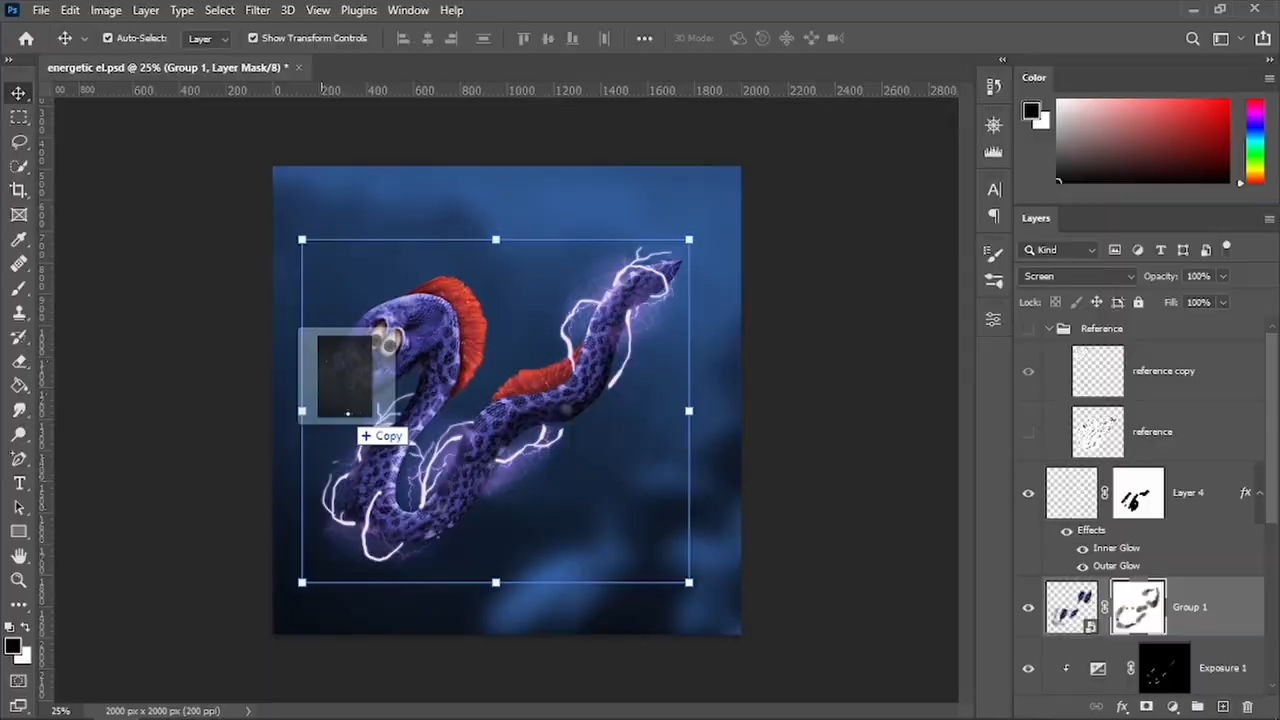 Ps File Edit Image Layer Type Select Filter 3D View Plugins Window Help
Auto-Select: Layer Show Transform Controls 3D Mode:
energetic el.psd @ 25% (Group 1, Layer Mask/8) *
00 800 600 400 200 0 200 400 600 800 1000 1200 1400 1600 1800 2000 2200 2400 2600 2800
Color
Layers
Kind
Screen Opacity: 100%
Lock: Fill: 100%
Reference
reference copy
reference
Layer 4 fx
Effects
Inner Glow
Outer Glow
Group 1
Exposure 1
+ Copy
25% 2000 px x 2000 px (200 ppi)